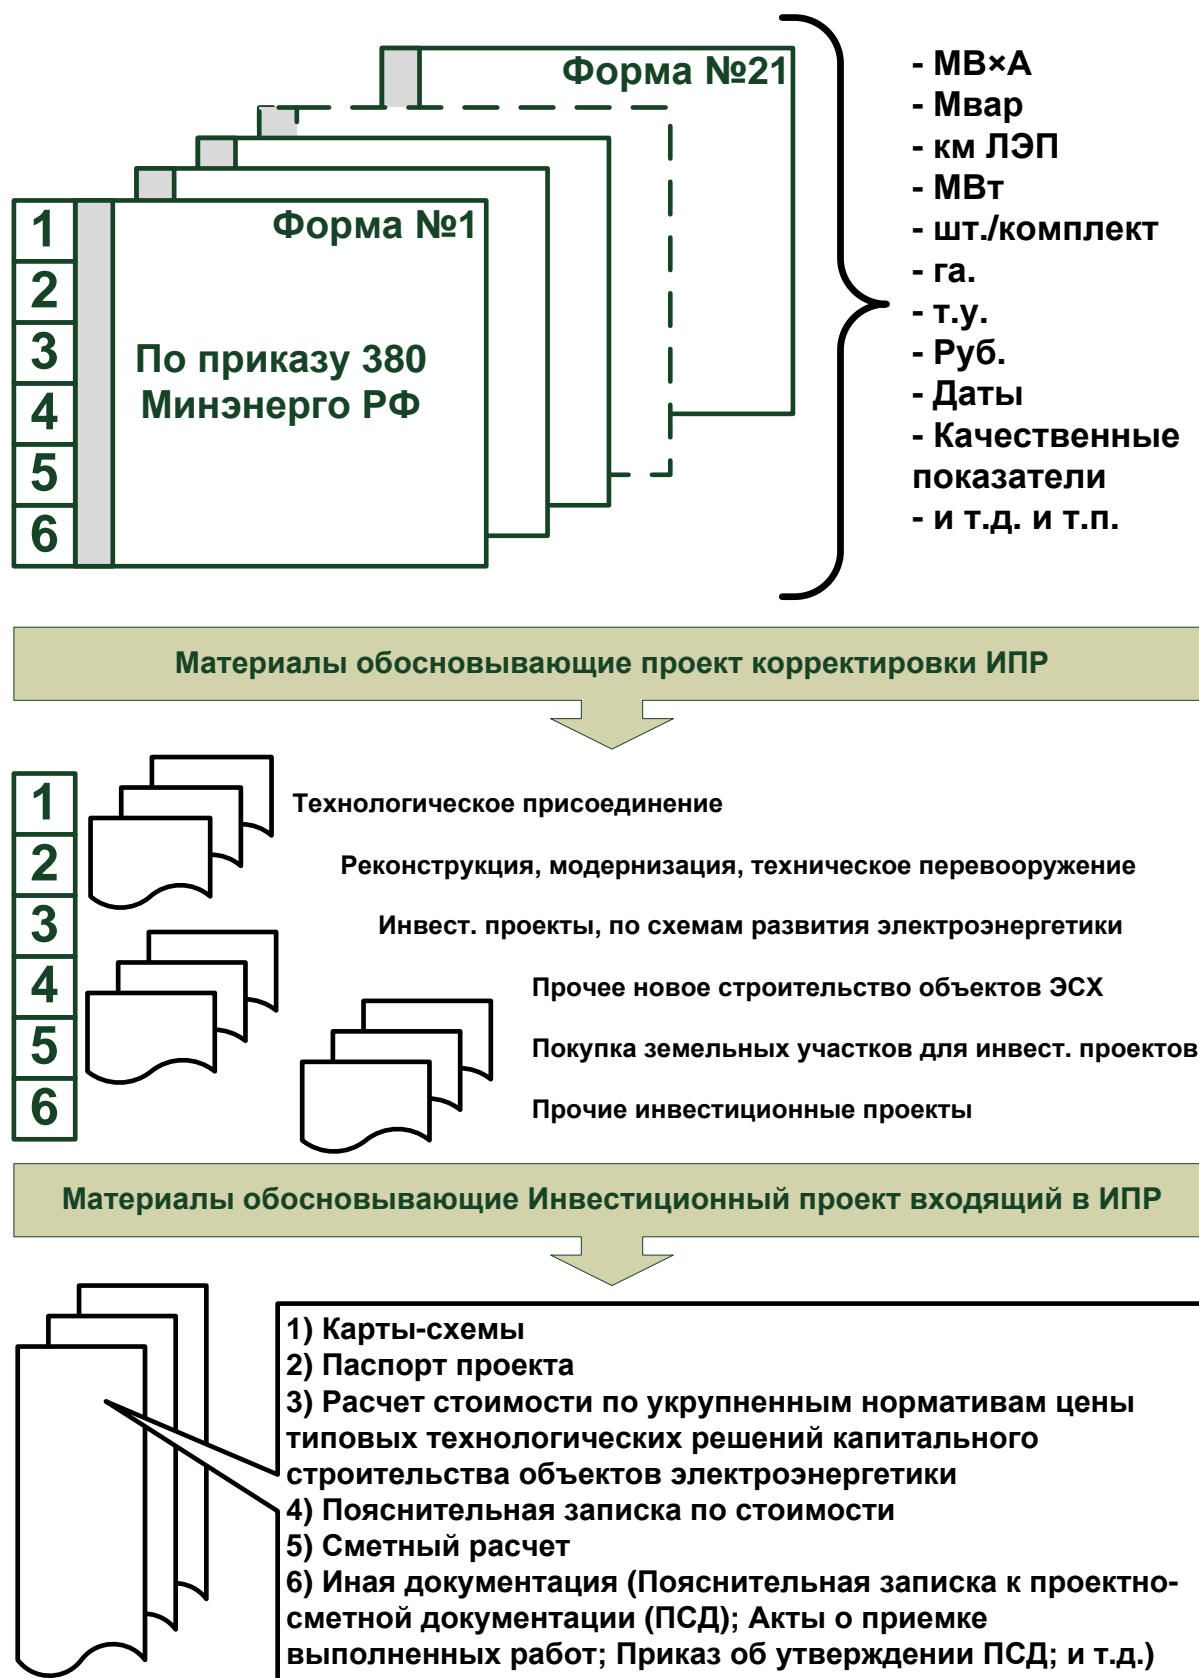 Форма №21
Форма №1
1
2
3
4
5
6
По приказу 380
Минэнерго РФ
- МВ×А
- Мвар
- км ЛЭП
- МВт
- шт./комплект
- га.
- т.у.
- Руб.
- Даты
- Качественные
показатели
- и т.д. и т.п.
Материалы обосновывающие проект корректировки ИПР
1
2
3
4
5
6
Технологическое присоединение
Реконструкция, модернизация, техническое перевооружение
Инвест. проекты, по схемам развития электроэнергетики
Прочее новое строительство объектов ЭСХ
Покупка земельных участков для инвест. проектов
Прочие инвестиционные проекты
Материалы обосновывающие Инвестиционный проект входящий в ИПР
1) Карты-схемы
2) Паспорт проекта
3) Расчет стоимости по укрупненным нормативам цены
типовых технологических решений капитального
строительства объектов электроэнергетики
4) Пояснительная записка по стоимости
5) Сметный расчет
6) Иная документация (Пояснительная записка к проектно-
сметной документации (ПСД); Акты о приемке
выполненных работ; Приказ об утверждении ПСД; и т.д.)